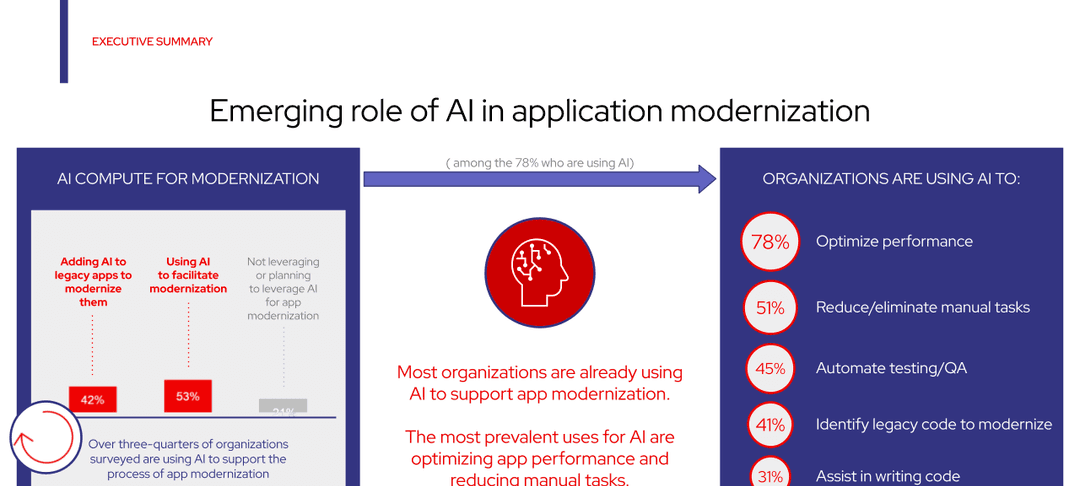 EXECUTIVE SUMMARY
Emerging role of AI in application modernization
AI COMPUTE FOR MODERNIZATION
Adding AI to
legacy apps to
modernize
them
Using AI
to facilitate
modernization
Not leveraging
or planning
to leverage AI
for app
modernization
42%
53%
21%
Over three-quarters of organizations
surveyed are using AI to support the
process of app modernization
( among the 78% who are using AI)
Most organizations are already using
AI to support app modernization.
The most prevalent uses for AI are
optimizing app performance and
reducing manual tasks.
ORGANIZATIONS ARE USING AI TO:
78% Optimize performance
51% Reduce/eliminate manual tasks
45% Automate testing/QA
41% Identify legacy code to modernize
31% Assist in writing code